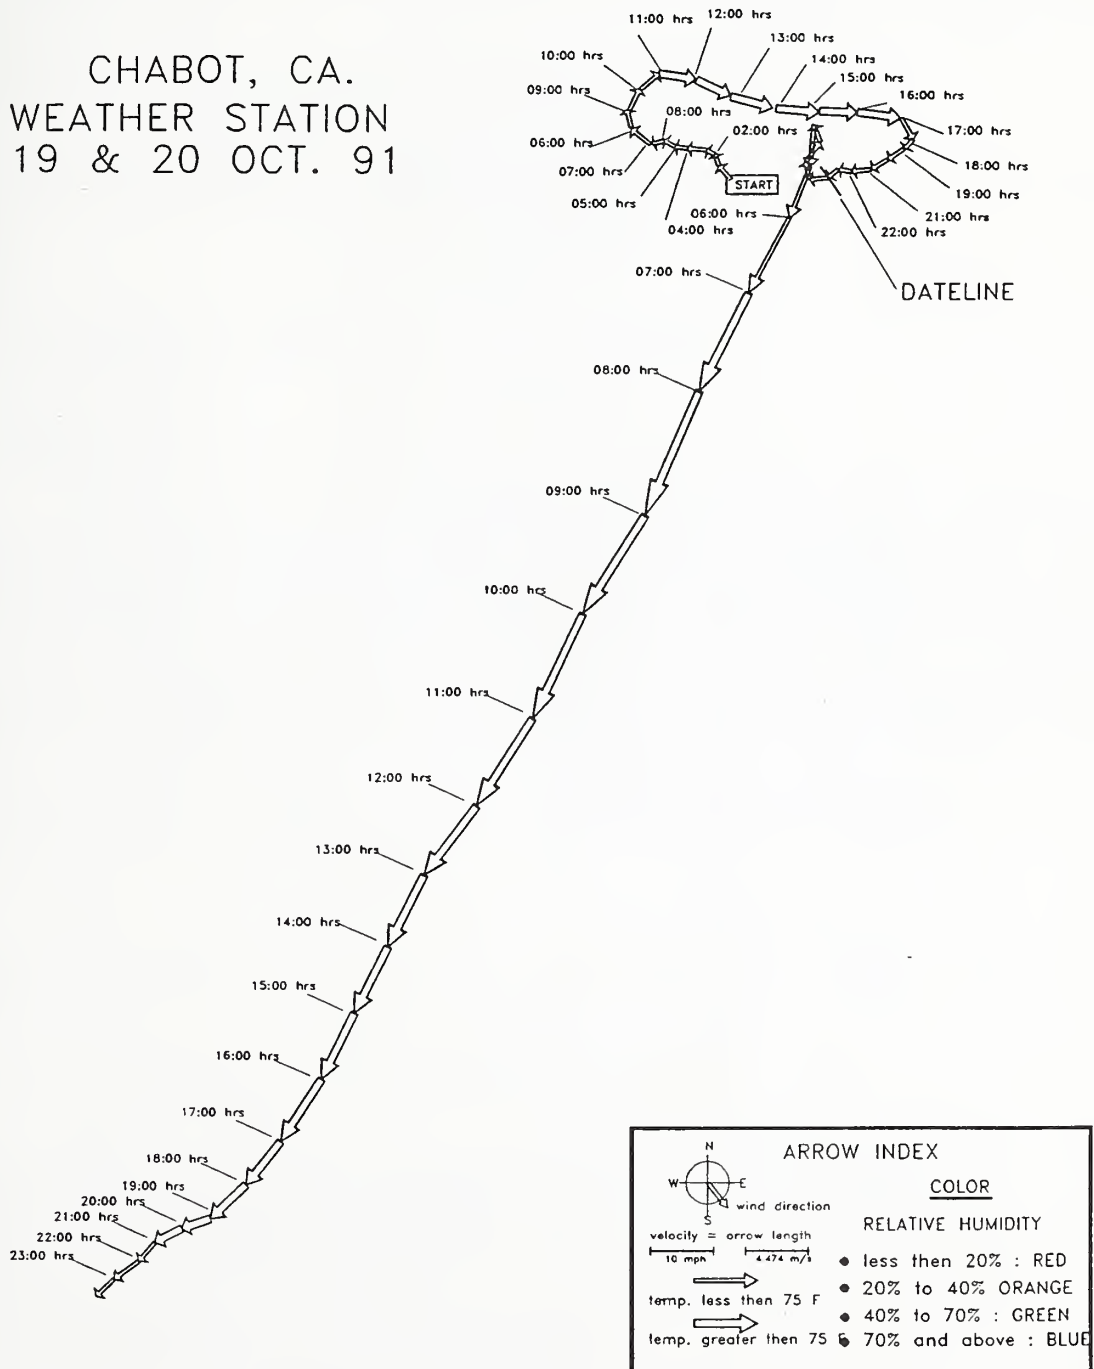 CHABOT, CA.
WEATHER STATION
19 & 20 OCT. 91
11:00 hrs
12:00 hrs
13:00 hrs
14:00 hrs
15:00 hrs
16:00 hrs
17:00 hrs
18:00 hrs
19:00 hrs
21:00 hrs
22:00 hrs
10:00 hrs
09:00 hrs
08:00 hrs
02:00 hrs
06:00 hrs
07:00 hrs
05:00 hrs
04:00 hrs
START
DATELINE
06:00 hrs
07:00 hrs
08:00 hrs
09:00 hrs
10:00 hrs
11:00 hrs
12:00 hrs
13:00 hrs
14:00 hrs
15:00 hrs
16:00 hrs
17:00 hrs
18:00 hrs
19:00 hrs
20:00 hrs
21:00 hrs
22:00 hrs
23:00 hrs
ARROW INDEX
N
W
E
S
wind direction
velocity = arrow length
10 mph
4.474 m/s
temp. less then 75 F
temp. greater then 75 F
COLOR
RELATIVE HUMIDITY
● less then 20% : RED
● 20% to 40% ORANGE
● 40% to 70% : GREEN
● 70% and above : BLUE